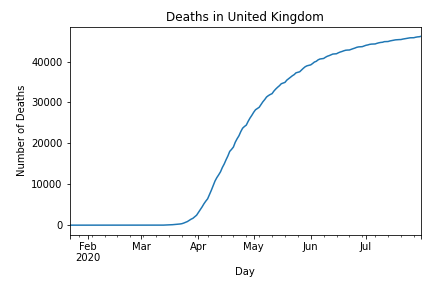 Deaths in United Kingdom
Number of Deaths
40000
30000
20000
10000
0
Feb Mar Apr May Jun Jul
2020
Day